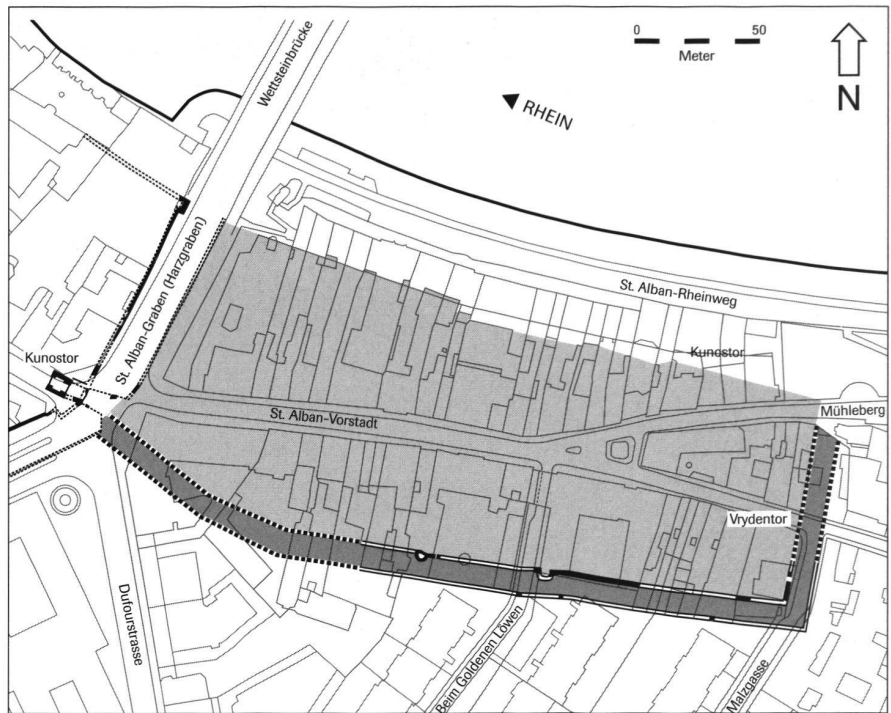 0 50
Meter
N
Wettsteinbrücke
RHEIN
St. Alban-Graben (Harzgraben)
St. Alban-Rheinweg
Kunostor
Kunostor
St. Alban-Vorstadt
Mühleberg
Vrydentor
Dufourstrasse
Beim Goldenen Löwen
Malzgasse